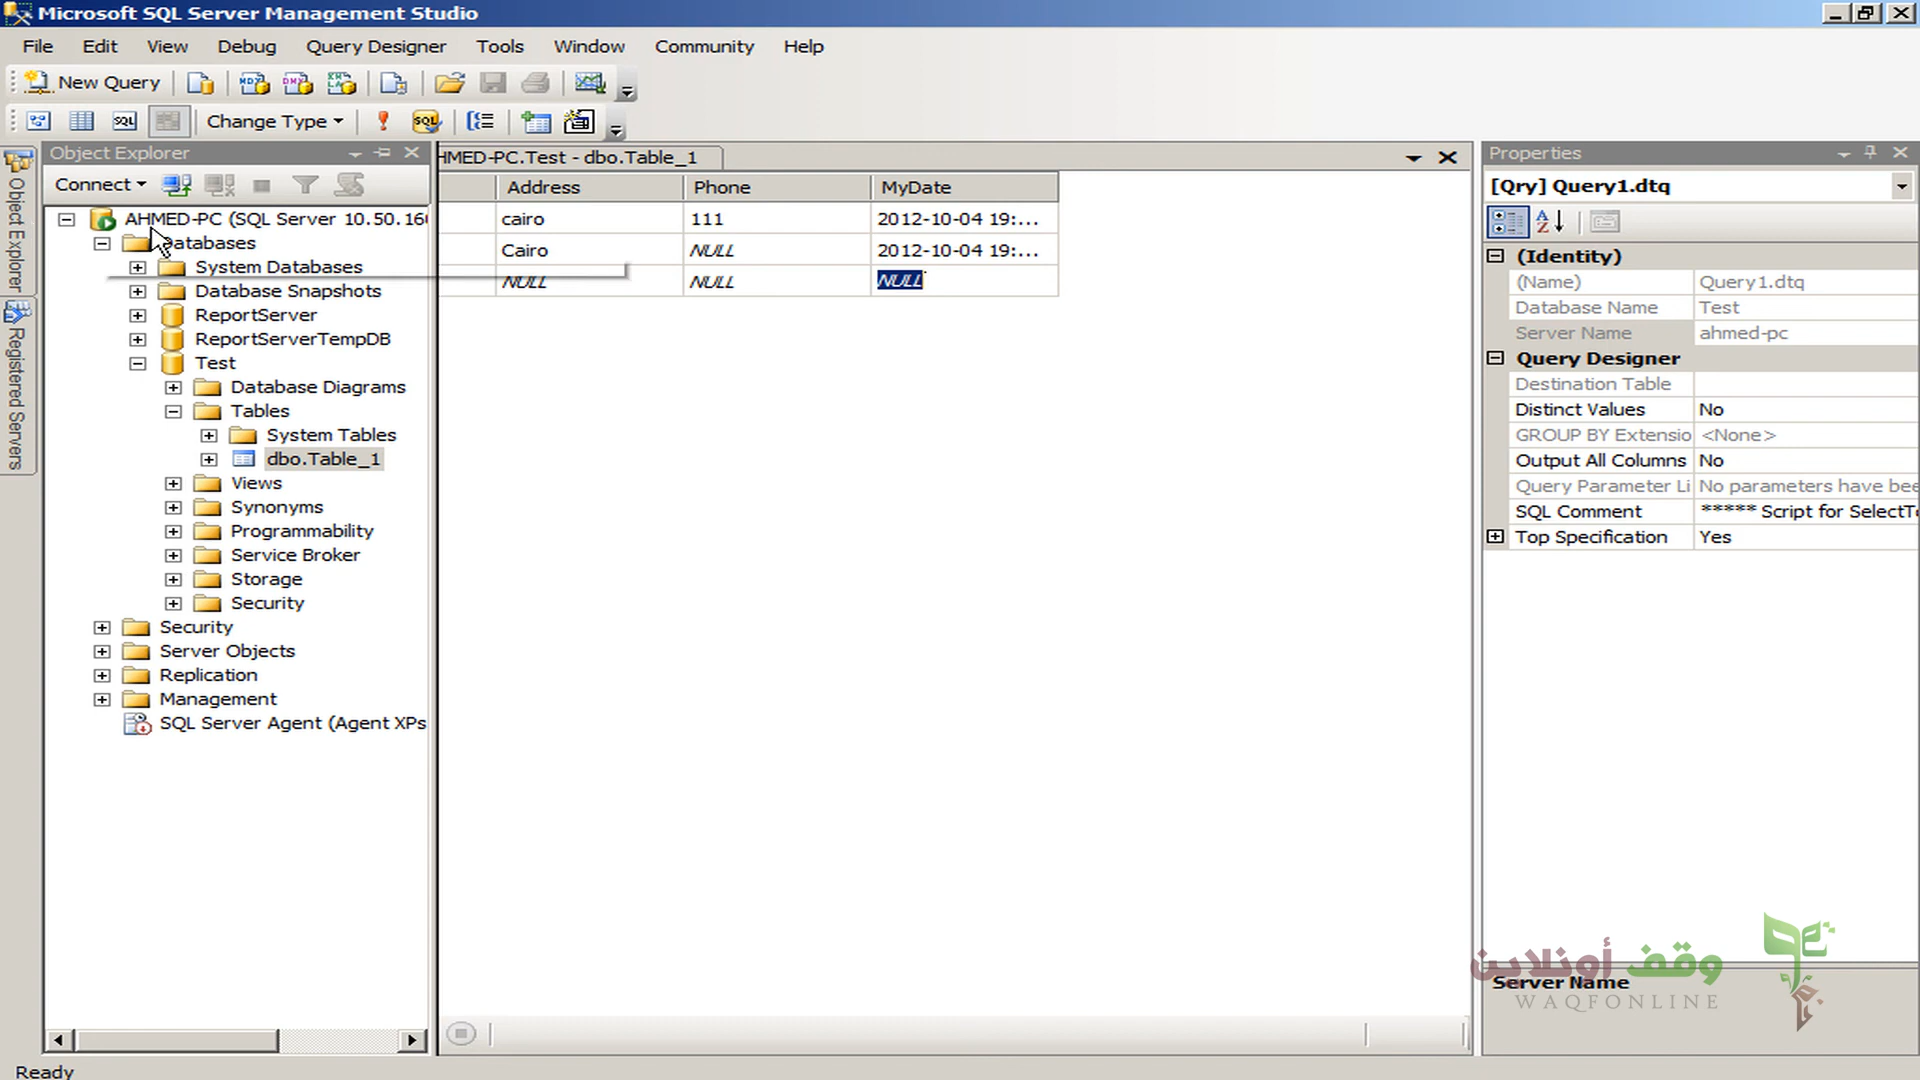 Microsoft SQL Server Management Studio
File Edit View Debug Query Designer Tools Window Community Help
New Query
Change Type
Object Explorer
HMED-PC.Test - dbo.Table_1
Properties
Connect
Address Phone MyDate
[Qry] Query1.dtq
AHMED-PC (SQL Server 10.50.160
cairo 111 2012-10-04 19:...
Databases
Cairo NULL 2012-10-04 19:...
(Identity)
System Databases
NULL NULL NULL
(Name) Query1.dtq
Database Snapshots
Database Name Test
ReportServer
Server Name ahmed-pc
ReportServerTempDB
Query Designer
Test
Destination Table
Database Diagrams
Distinct Values No
Tables
GROUP BY Extensio <None>
System Tables
Output All Columns No
dbo.Table_1
Query Parameter Li No parameters have bee
Views
SQL Comment ***** Script for SelectTo
Synonyms
Top Specification Yes
Programmability
Service Broker
Storage
Security
Security
Server Objects
Replication
Management
SQL Server Agent (Agent XPs
Object Explorer
Registered Servers
وقف أونلاين
Server Name
WAQFONLINE
Ready